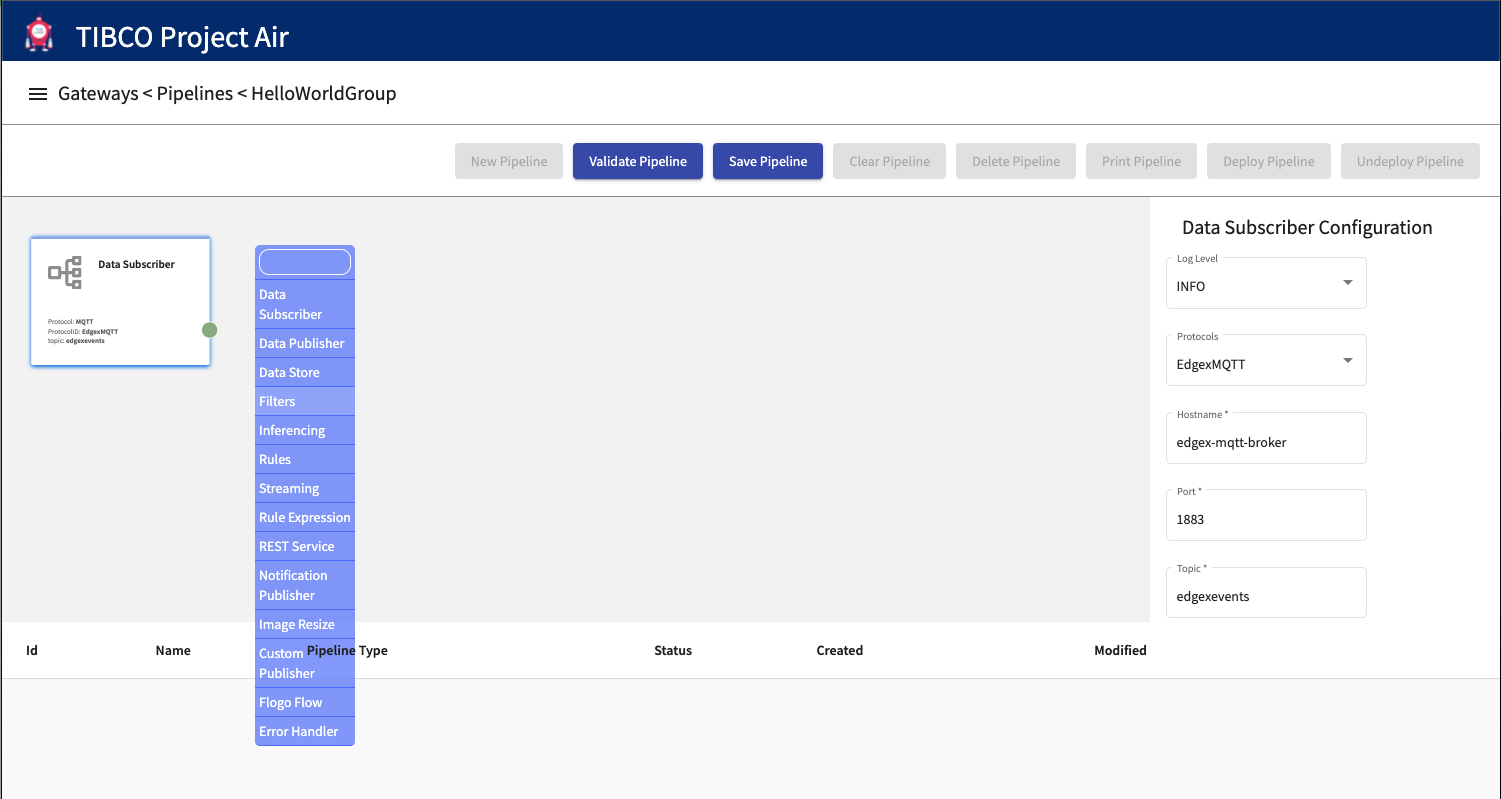 TIBCO Project Air
Gateways < Pipelines < HelloWorldGroup
New Pipeline
Validate Pipeline
Save Pipeline
Clear Pipeline
Delete Pipeline
Print Pipeline
Deploy Pipeline
Undeploy Pipeline
Data Subscriber
Protocol: MQTT
ProtocolID: EdgexMQTT
topic: edgexevents
Data
Subscriber
Data Publisher
Data Store
Filters
Inferencing
Rules
Streaming
Rule Expression
REST Service
Notification
Publisher
Image Resize
Custom
Publisher
Flogo Flow
Error Handler
Data Subscriber Configuration
Log Level
INFO
Protocols
EdgexMQTT
Hostname *
edgex-mqtt-broker
Port *
1883
Topic *
edgexevents
Id
Name
Pipeline Type
Status
Created
Modified